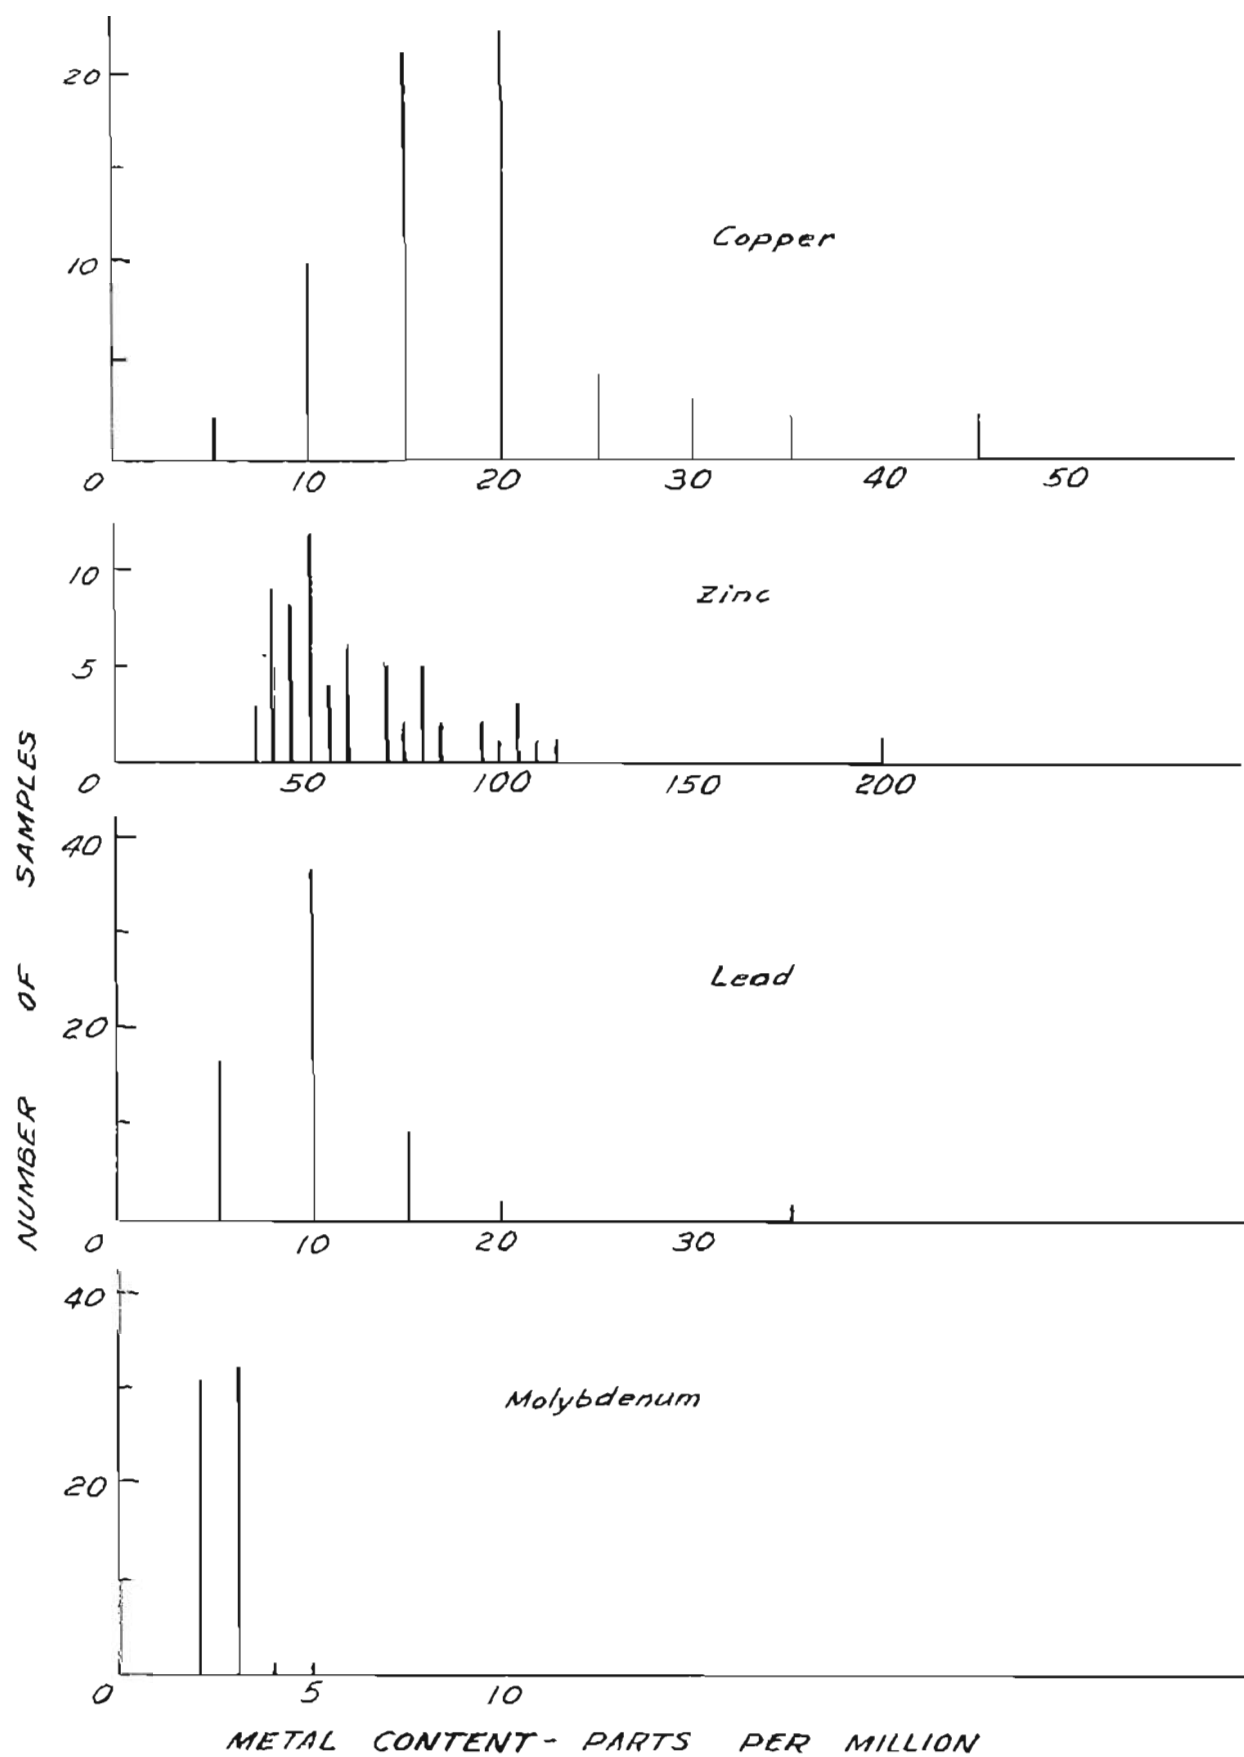 20
10
Copper
0 10 20 30 40 50
10
5
Zinc
0 50 100 150 200
40
20
Lead
0 10 20 30
40
20
Molybdenum
0 5 10
NUMBER OF SAMPLES
METAL CONTENT - PARTS PER MILLION